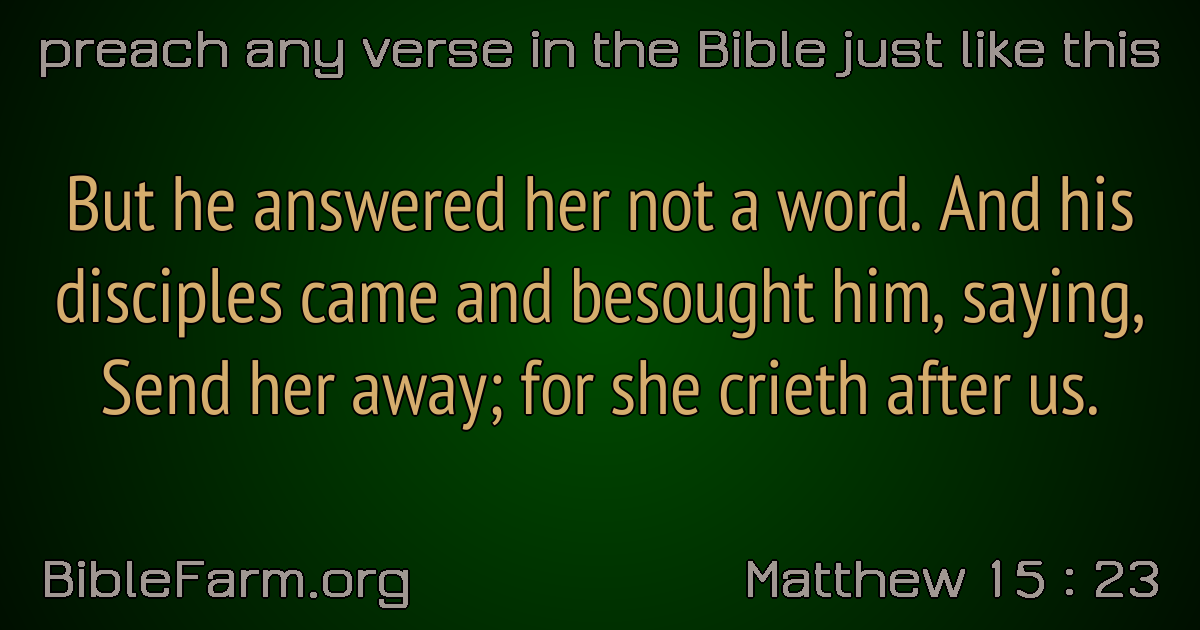 preach any verse in the Bible just like this
But he answered her not a word. And his
disciples came and besought him, saying,
Send her away; for she crieth after us.
BibleFarm.org
Matthew 15 : 23